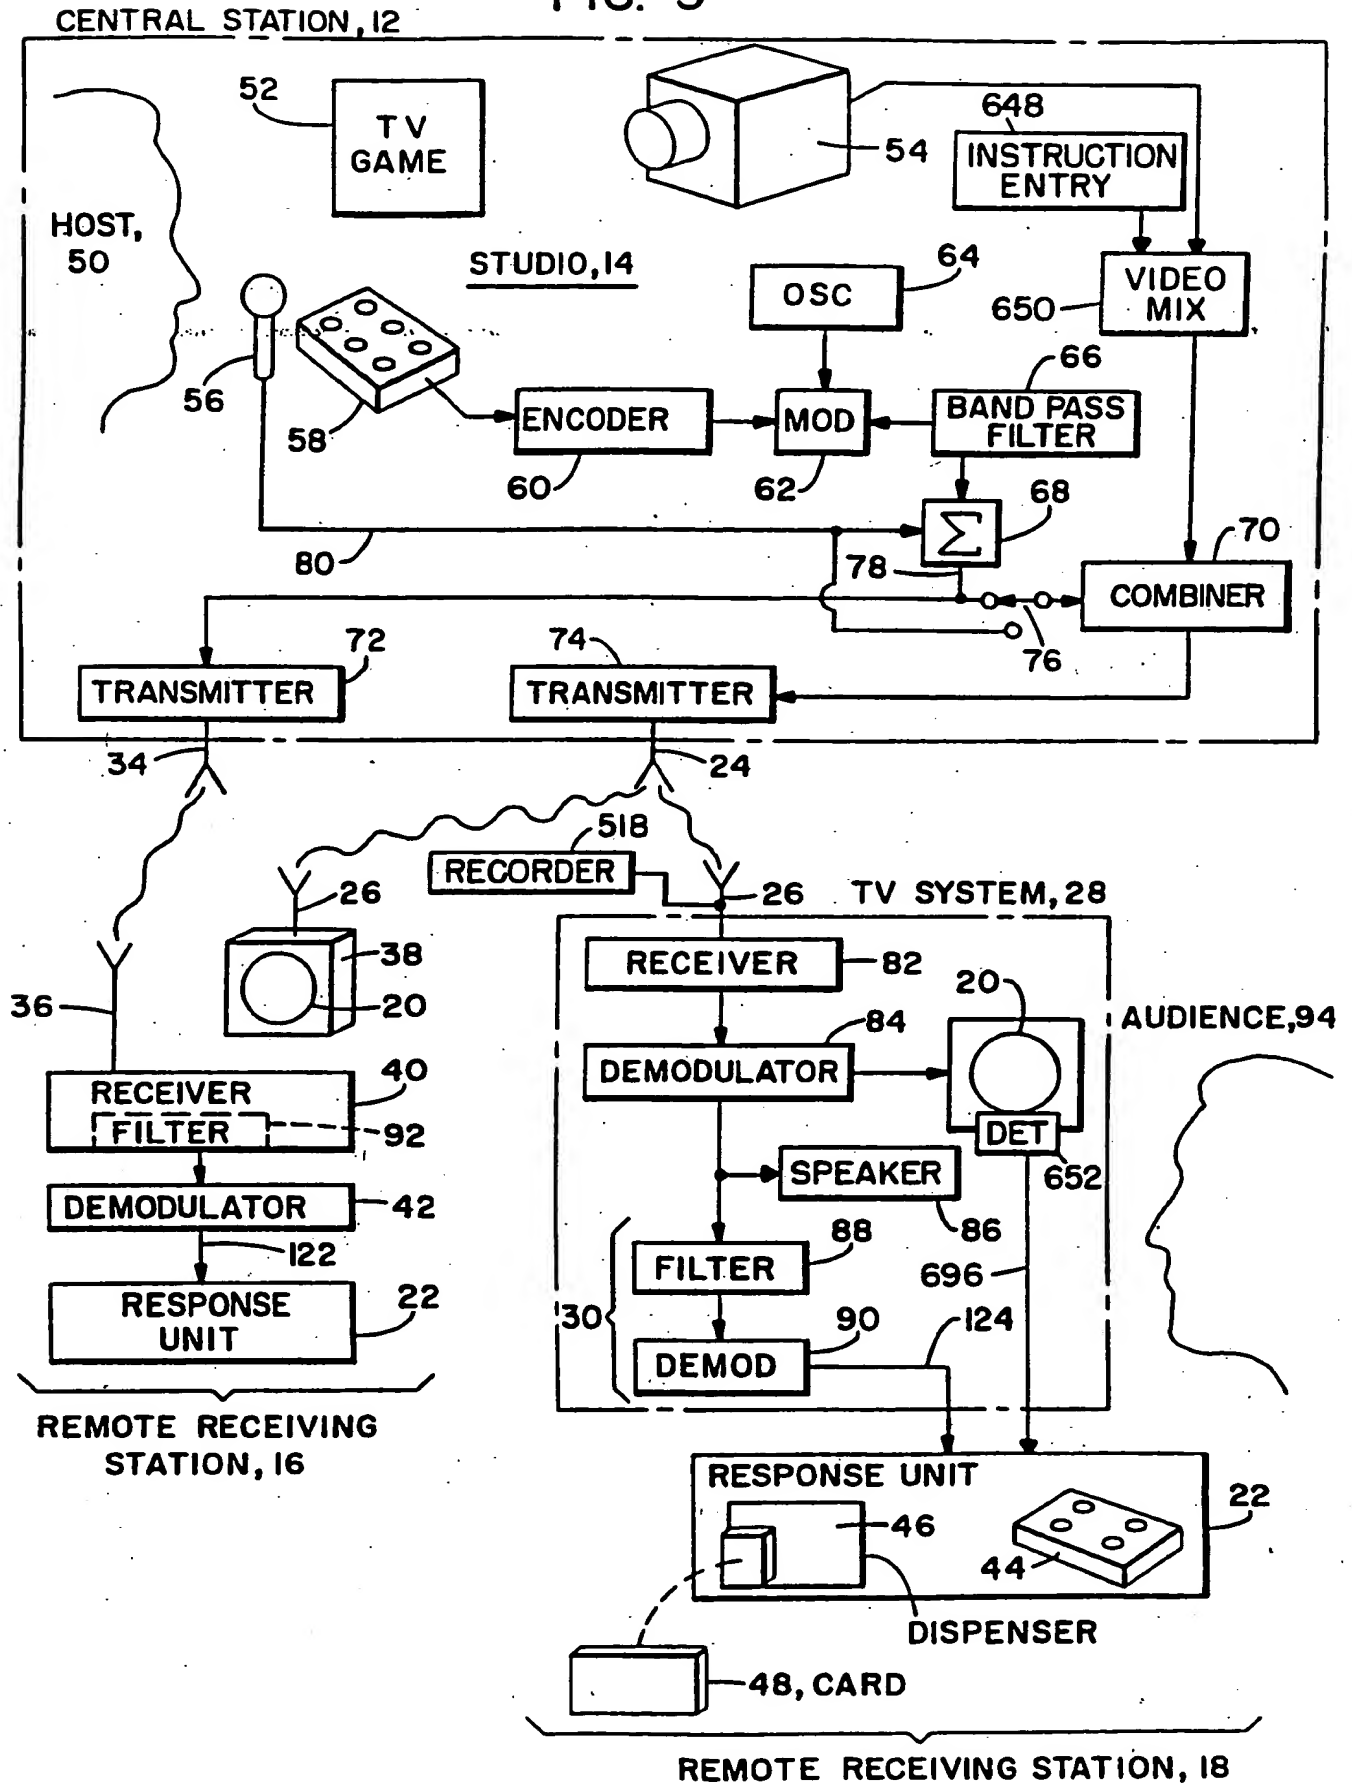 CENTRAL STATION, 12
52
TV
GAME
54
648
INSTRUCTION
ENTRY
HOST,
50
STUDIO, 14
64
OSC
650
VIDEO
MIX
56
58
66
ENCODER
MOD
BAND PASS
FILTER
60
62
68
Σ
80
78
70
COMBINER
76
72
74
TRANSMITTER
TRANSMITTER
34
24
518
RECORDER
26
26
TV SYSTEM, 28
38
20
36
RECEIVER
82
20
84
AUDIENCE, 94
DEMODULATOR
40
RECEIVER
FILTER
92
DET
652
SPEAKER
86
DEMODULATOR
42
122
88
FILTER
696
RESPONSE
UNIT
22
30
90
124
DEMOD
REMOTE RECEIVING
STATION, 16
RESPONSE UNIT
22
46
44
DISPENSER
48, CARD
REMOTE RECEIVING STATION, 18